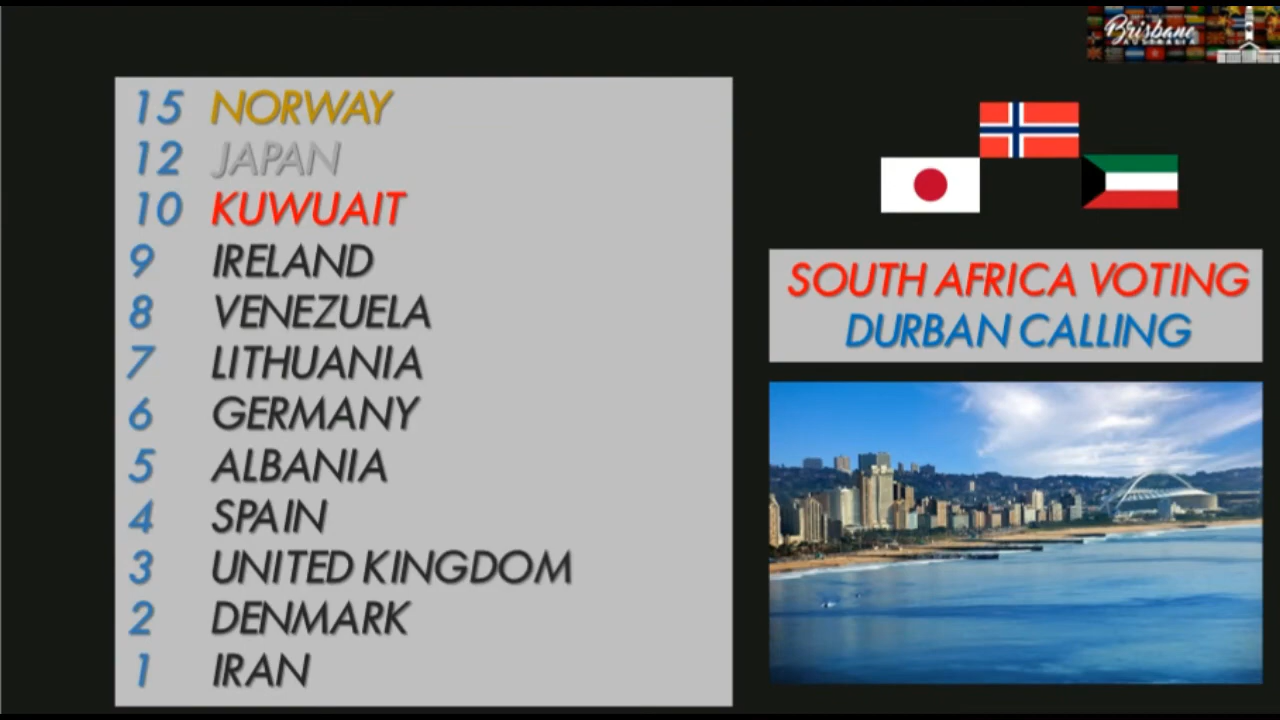 Brisbane
AUSTRALIA
15 NORWAY
12 JAPAN
10 KUWUAIT
9 IRELAND
8 VENEZUELA
7 LITHUANIA
6 GERMANY
5 ALBANIA
4 SPAIN
3 UNITED KINGDOM
2 DENMARK
1 IRAN
SOUTH AFRICA VOTING
DURBAN CALLING